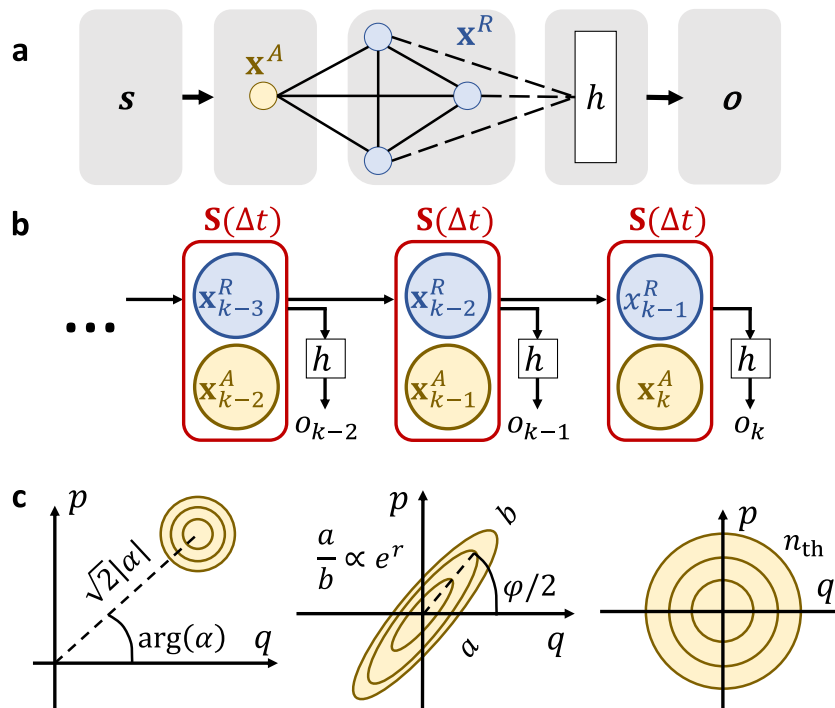 a
s
x^A
x^R
h
o
b
S(Δt)
S(Δt)
S(Δt)
...
x^R_{k−3}
x^R_{k−2}
x^R_{k−1}
h
h
h
x^A_{k−2}
x^A_{k−1}
x^A_k
o_{k−2}
o_{k−1}
o_k
c
p
√2|α|
arg(α)
q
p
b
a/b ∝ e^r
φ/2
a
q
p
n_th
q